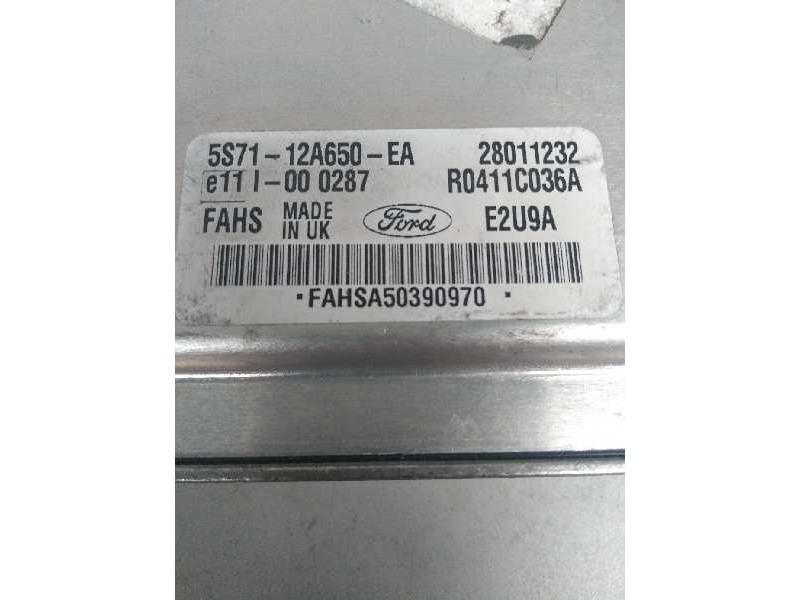 5S71-12A650-EA 28011232
e11 I-00 0287 R0411C036A
FAHS MADE IN UK Ford E2U9A
·FAHSA50390970·